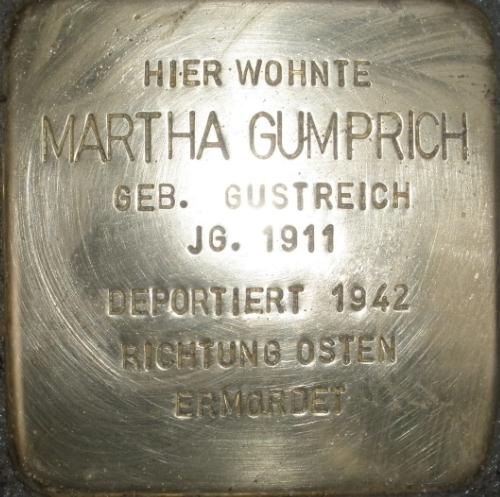 HIER WOHNTE
MARTHA GUMPRICH
GEB. GUSTREICH
JG. 1911
DEPORTIERT 1942
RICHTUNG OSTEN
ERMORDET